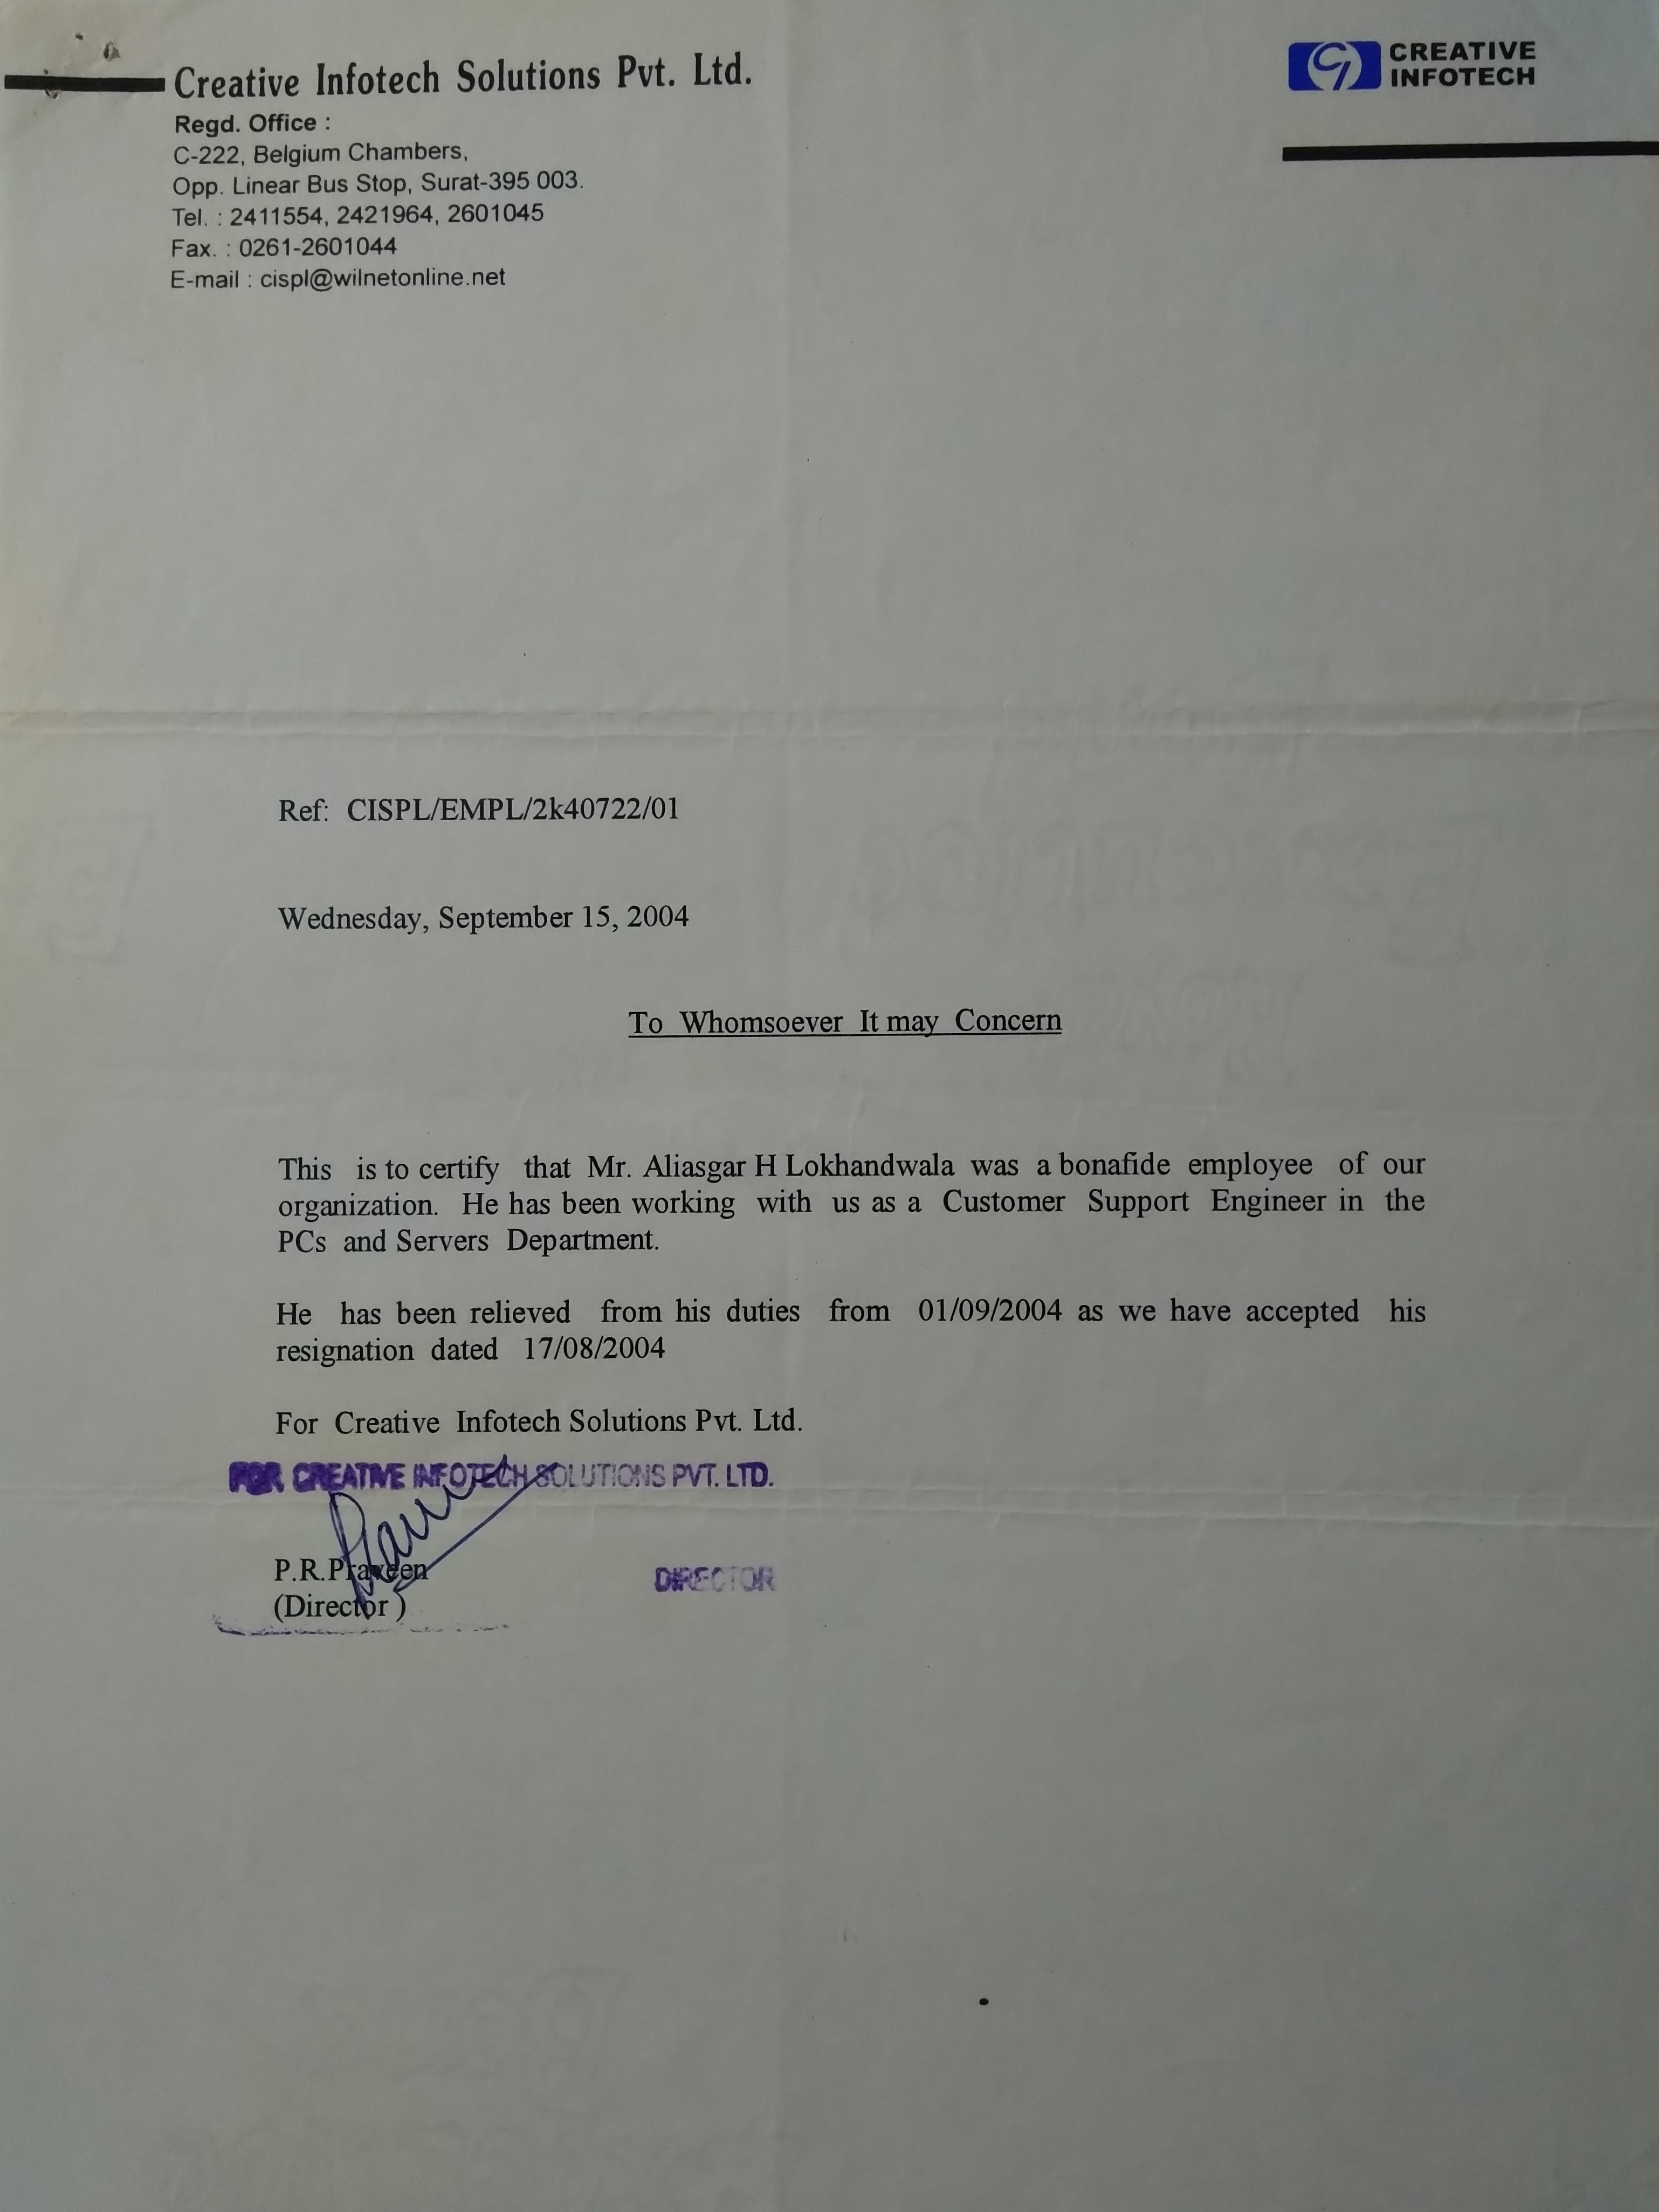 Creative Infotech Solutions Pvt. Ltd.
CREATIVE
INFOTECH
Regd. Office :
C-222, Belgium Chambers,
Opp. Linear Bus Stop, Surat-395 003.
Tel. : 2411554, 2421964, 2601045
Fax. : 0261-2601044
E-mail : cispl@wilnetonline.net
Ref: CISPL/EMPL/2k40722/01
Wednesday, September 15, 2004
To Whomsoever It may Concern
This is to certify that Mr. Aliasgar H Lokhandwala was a bonafide employee of our
organization. He has been working with us as a Customer Support Engineer in the
PCs and Servers Department.
He has been relieved from his duties from 01/09/2004 as we have accepted his
resignation dated 17/08/2004
For Creative Infotech Solutions Pvt. Ltd.
FOR CREATIVE INFOTECH SOLUTIONS PVT. LTD.
P.R.Praveen
(Director )
DIRECTOR